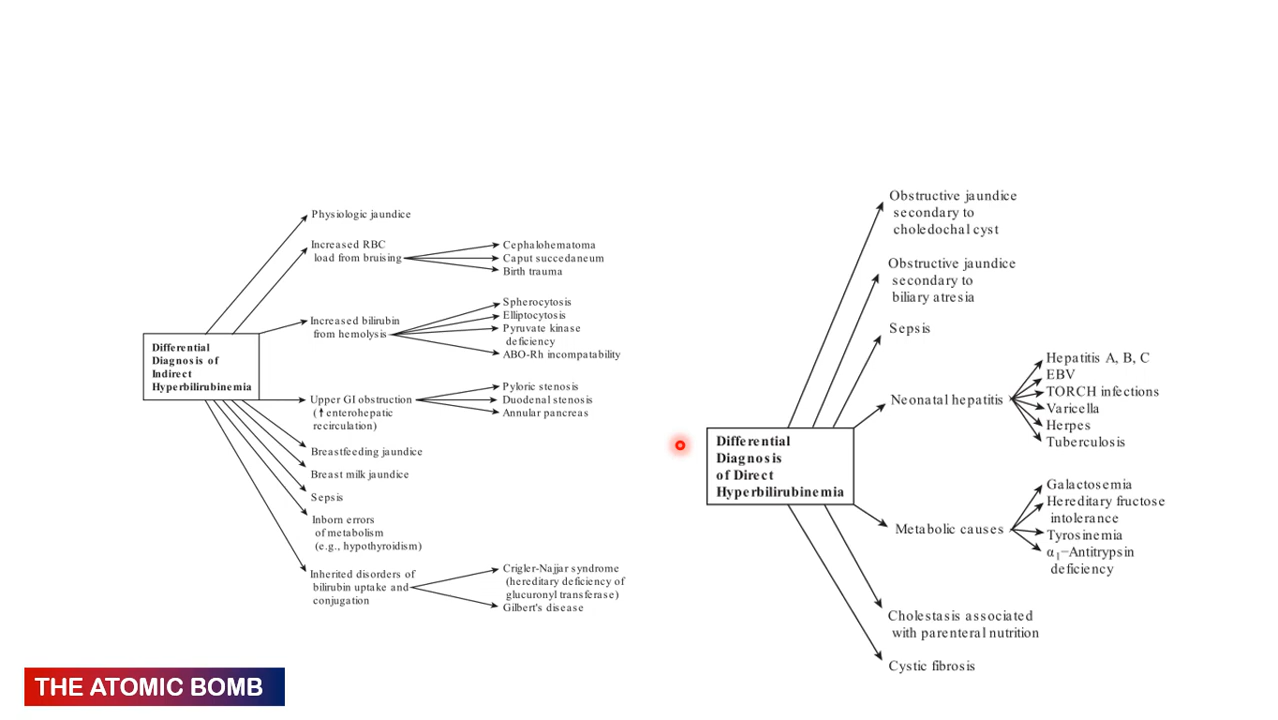 Physiologic jaundice
Increased RBC
load from bruising
Cephalohematoma
Caput succedaneum
Birth trauma
Increased bilirubin
from hemolysis
Spherocytosis
Elliptocytosis
Pyruvate kinase
deficiency
ABO-Rh incompatability
Differential
Diagnosis of
Indirect
Hyperbilirubinemia
Upper GI obstruction
(↑ enterohepatic
recirculation)
Pyloric stenosis
Duodenal stenosis
Annular pancreas
Breastfeeding jaundice
Breast milk jaundice
Sepsis
Inborn errors
of metabolism
(e.g., hypothyroidism)
Inherited disorders of
bilirubin uptake and
conjugation
Crigler-Najjar syndrome
(hereditary deficiency of
glucuronyl transferase)
Gilbert's disease
Obstructive jaundice
secondary to
choledochal cyst
Obstructive jaundice
secondary to
biliary atresia
Sepsis
Neonatal hepatitis
Hepatitis A, B, C
EBV
TORCH infections
Varicella
Herpes
Tuberculosis
Differential
Diagnosis
of Direct
Hyperbilirubinemia
Metabolic causes
Galactosemia
Hereditary fructose
intolerance
Tyrosinemia
α₁−Antitrypsin
deficiency
Cholestasis associated
with parenteral nutrition
Cystic fibrosis
THE ATOMIC BOMB